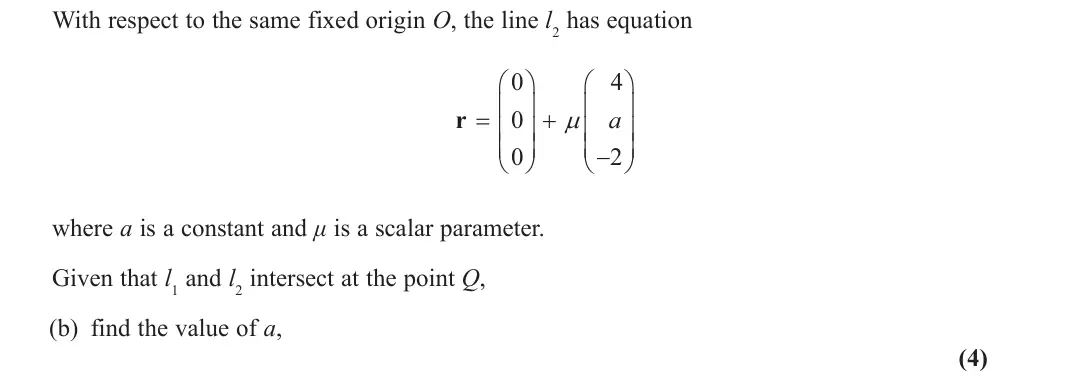 With respect to the same fixed origin O, the line l₂ has equation
r = (0 0 0) + μ(4 a −2)
where a is a constant and μ is a scalar parameter.
Given that l₁ and l₂ intersect at the point Q,
(b) find the value of a,
(4)